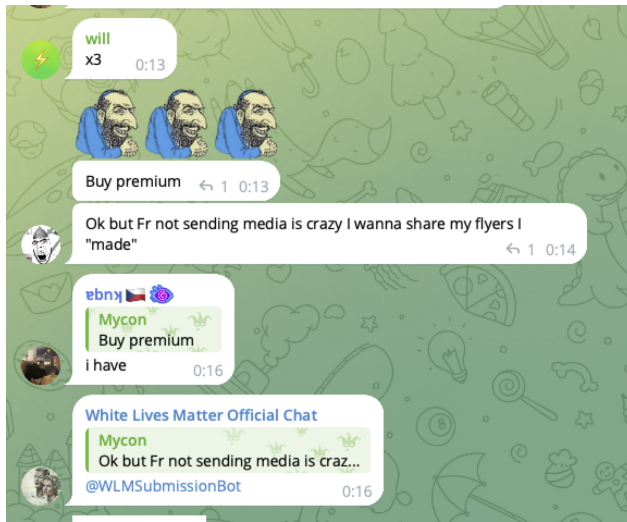 will
x3 0:13
Buy premium 1 0:13
Ok but Fr not sending media is crazy I wanna share my flyers I
"made" 1 0:14
ɐbnʞ
Mycon
Buy premium
i have 0:16
White Lives Matter Official Chat
Mycon
Ok but Fr not sending media is craz...
@WLMSubmissionBot 0:16